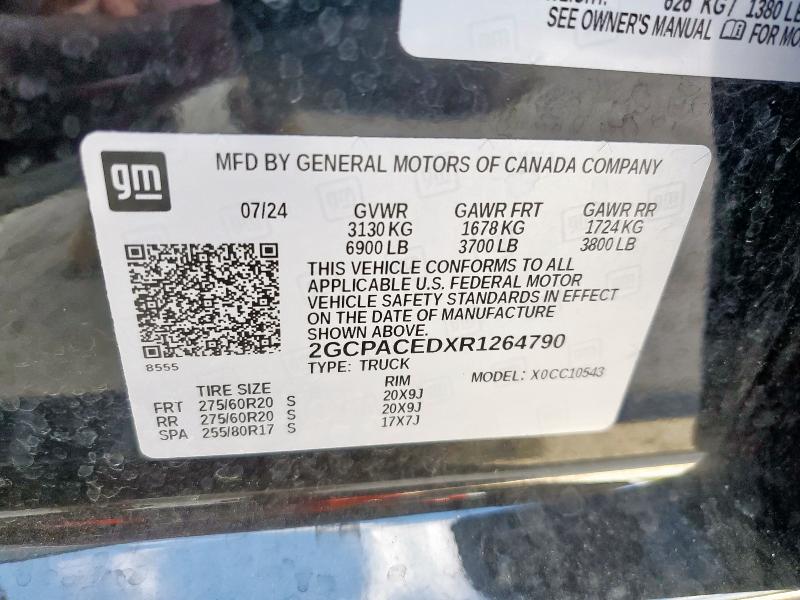 626 KG / 1380 LB
SEE OWNER'S MANUAL FOR MO
gm
MFD BY GENERAL MOTORS OF CANADA COMPANY
07/24 GVWR GAWR FRT GAWR RR
3130 KG 1678 KG 1724 KG
6900 LB 3700 LB 3800 LB
THIS VEHICLE CONFORMS TO ALL
APPLICABLE U.S. FEDERAL MOTOR
VEHICLE SAFETY STANDARDS IN EFFECT
ON THE DATE OF MANUFACTURE
SHOWN ABOVE.
8555
2GCPACEDXR1264790
TYPE: TRUCK MODEL: X0CC10543
TIRE SIZE RIM
FRT 275/60R20 S 20X9J
RR 275/60R20 S 20X9J
SPA 255/80R17 S 17X7J